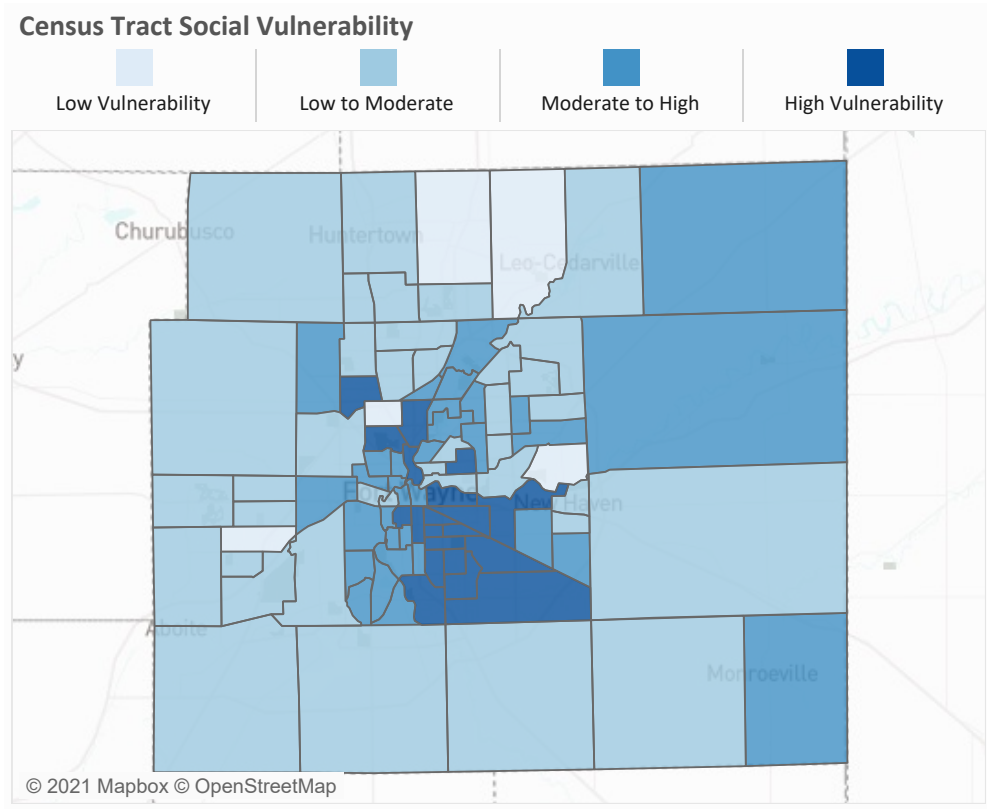 Census Tract Social Vulnerability
Low Vulnerability
Low to Moderate
Moderate to High
High Vulnerability
Churubusco
Huntertown
Leo-Cedarville
y
Fort Wayne
New Haven
Aboite
Monroeville
© 2021 Mapbox © OpenStreetMap